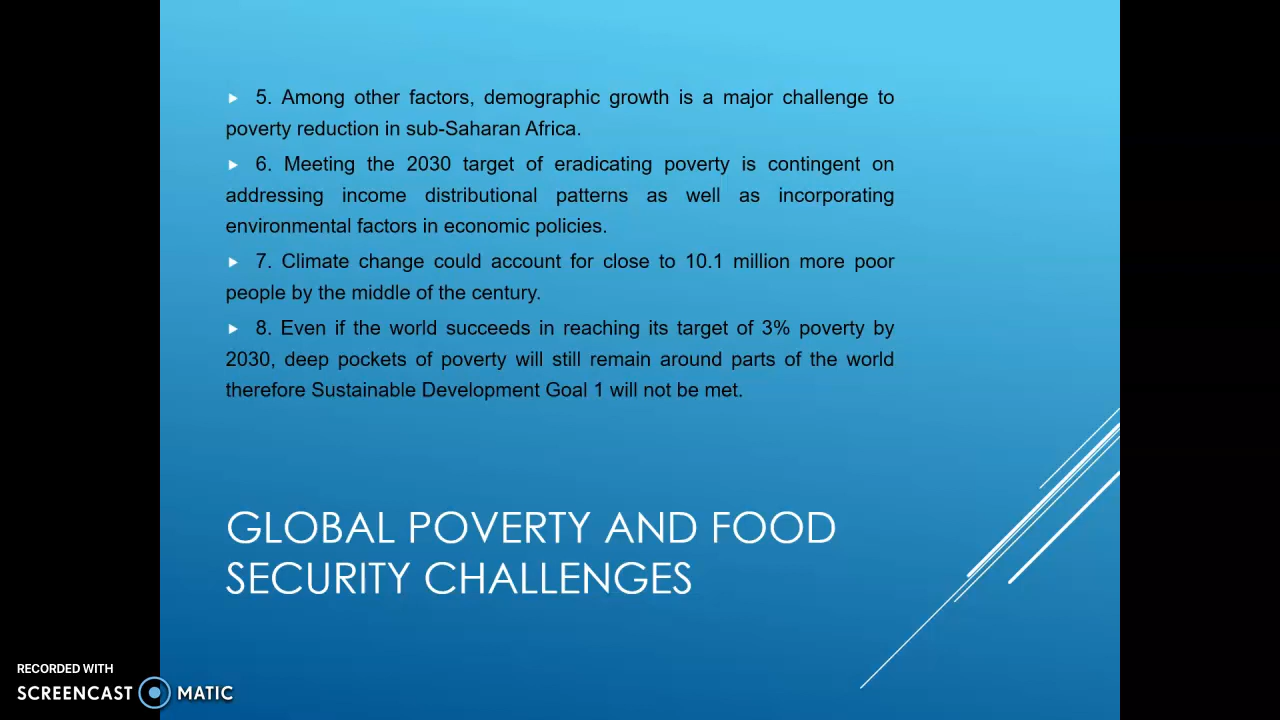 5. Among other factors, demographic growth is a major challenge to
poverty reduction in sub-Saharan Africa.
6. Meeting the 2030 target of eradicating poverty is contingent on
addressing income distributional patterns as well as incorporating
environmental factors in economic policies.
7. Climate change could account for close to 10.1 million more poor
people by the middle of the century.
8. Even if the world succeeds in reaching its target of 3% poverty by
2030, deep pockets of poverty will still remain around parts of the world
therefore Sustainable Development Goal 1 will not be met.
GLOBAL POVERTY AND FOOD
SECURITY CHALLENGES
RECORDED WITH
SCREENCAST MATIC